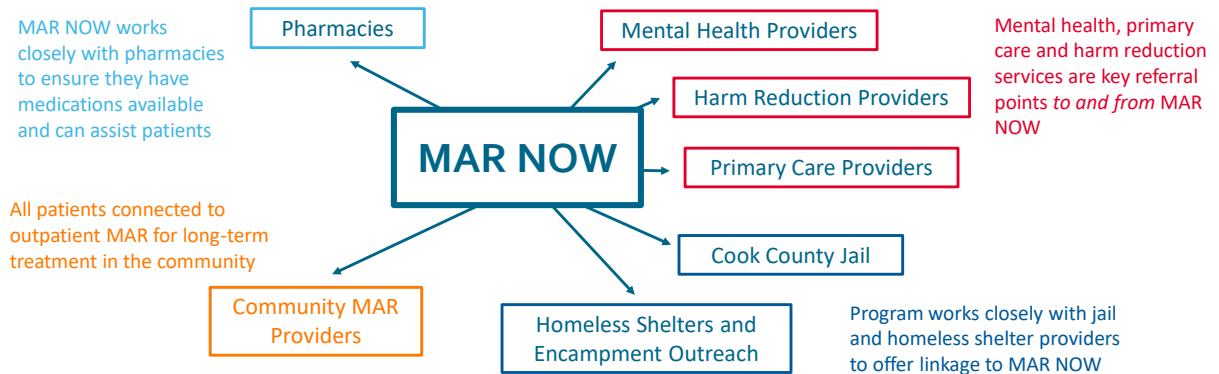 MAR NOW works
closely with pharmacies
to ensure they have
medications available
and can assist patients
Pharmacies
Mental Health Providers
Mental health, primary
care and harm reduction
services are key referral
points to and from MAR
NOW
Harm Reduction Providers
MAR NOW
Primary Care Providers
All patients connected to
outpatient MAR for long-term
treatment in the community
Cook County Jail
Community MAR
Providers
Homeless Shelters and
Encampment Outreach
Program works closely with jail
and homeless shelter providers
to offer linkage to MAR NOW